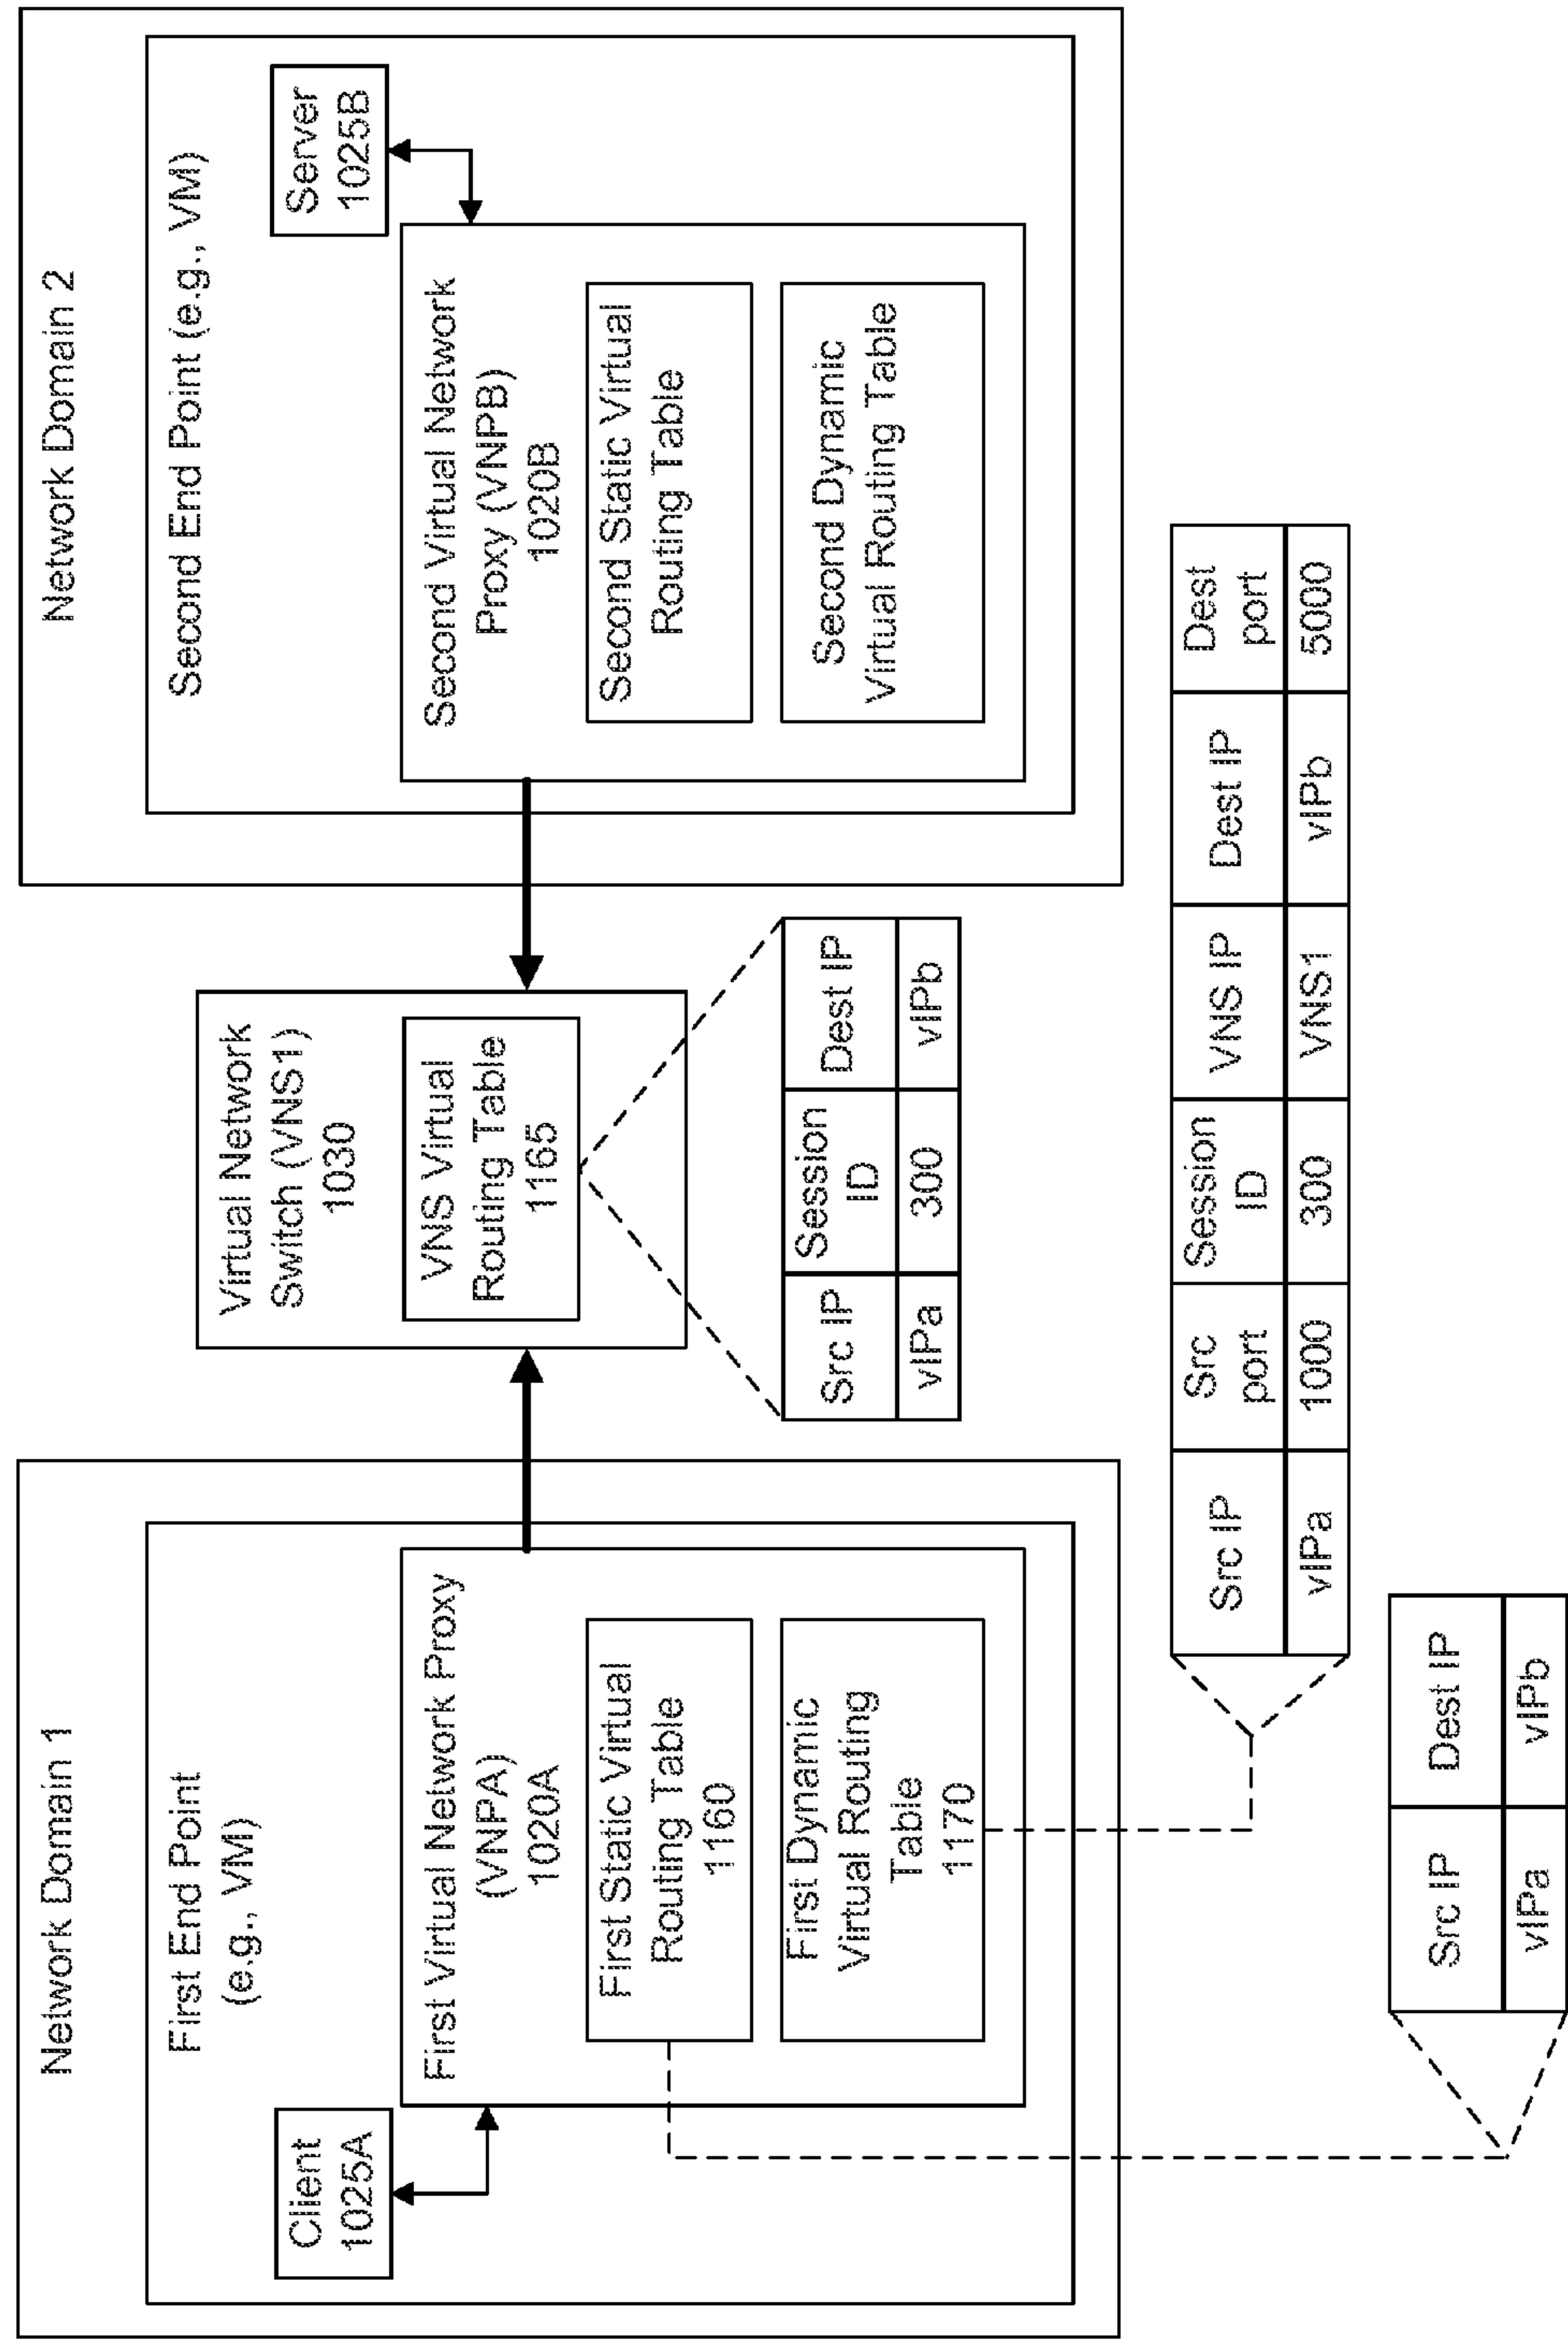 Network Domain 1
First End Point
(e.g., VM)
Client
1025A
First Virtual Network Proxy
(VNPA)
1020A
First Static Virtual
Routing Table
1160
First Dynamic
Virtual Routing
Table
1170
Virtual Network
Switch (VNS1)
1030
VNS Virtual
Routing Table
1165
Src IP
Session
ID
Dest IP
vIPa
300
vIPb
Network Domain 2
Second End Point (e.g., VM)
Server
1025B
Second Virtual Network
Proxy (VNPB)
1020B
Second Static Virtual
Routing Table
Second Dynamic
Virtual Routing Table
Src IP
Src
port
Session
ID
VNS IP
Dest IP
Dest
port
vIPa
1000
300
VNS1
vIPb
5000
Src IP
Dest IP
vIPa
vIPb